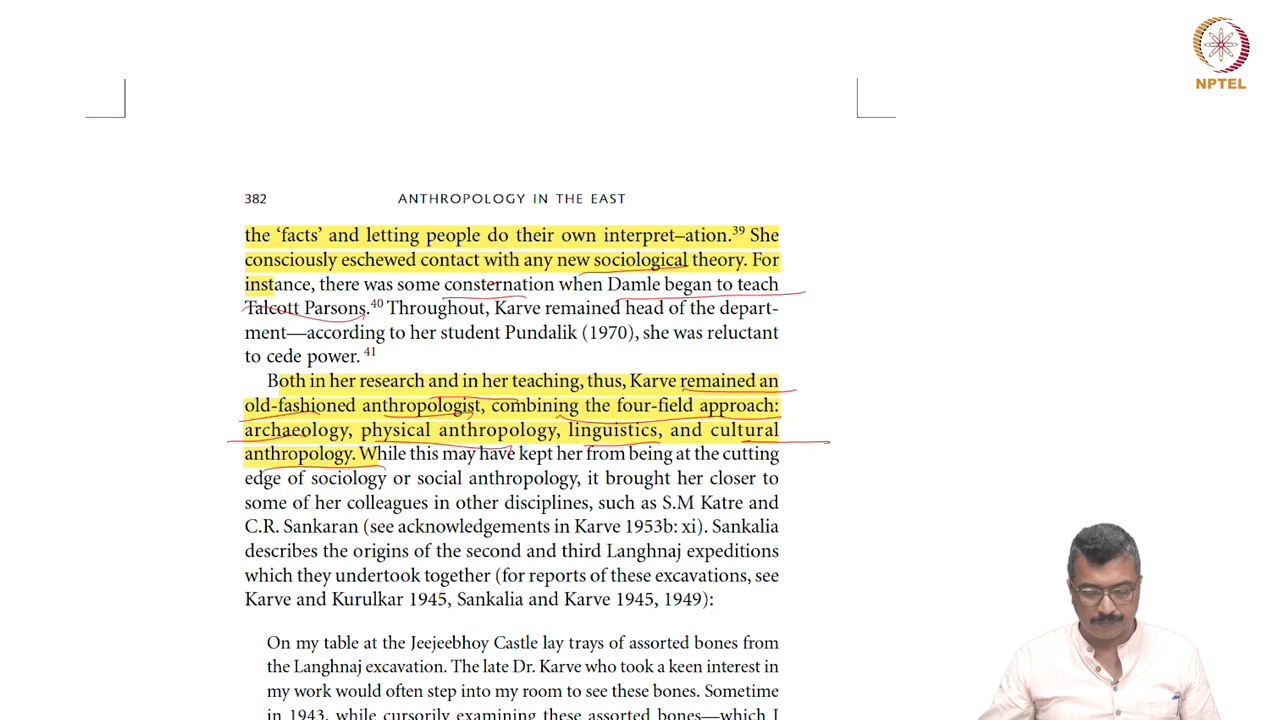 NPTEL
382 ANTHROPOLOGY IN THE EAST
the ‘facts’ and letting people do their own interpret–ation.39 She
consciously eschewed contact with any new sociological theory. For
instance, there was some consternation when Damle began to teach
Talcott Parsons.40 Throughout, Karve remained head of the depart-
ment—according to her student Pundalik (1970), she was reluctant
to cede power. 41
Both in her research and in her teaching, thus, Karve remained an
old-fashioned anthropologist, combining the four-field approach:
archaeology, physical anthropology, linguistics, and cultural
anthropology. While this may have kept her from being at the cutting
edge of sociology or social anthropology, it brought her closer to
some of her colleagues in other disciplines, such as S.M Katre and
C.R. Sankaran (see acknowledgements in Karve 1953b: xi). Sankalia
describes the origins of the second and third Langhnaj expeditions
which they undertook together (for reports of these excavations, see
Karve and Kurulkar 1945, Sankalia and Karve 1945, 1949):
On my table at the Jeejeebhoy Castle lay trays of assorted bones from
the Langhnaj excavation. The late Dr. Karve who took a keen interest in
my work would often step into my room to see these bones. Sometime
in 1943, while cursorily examining these assorted bones—which I